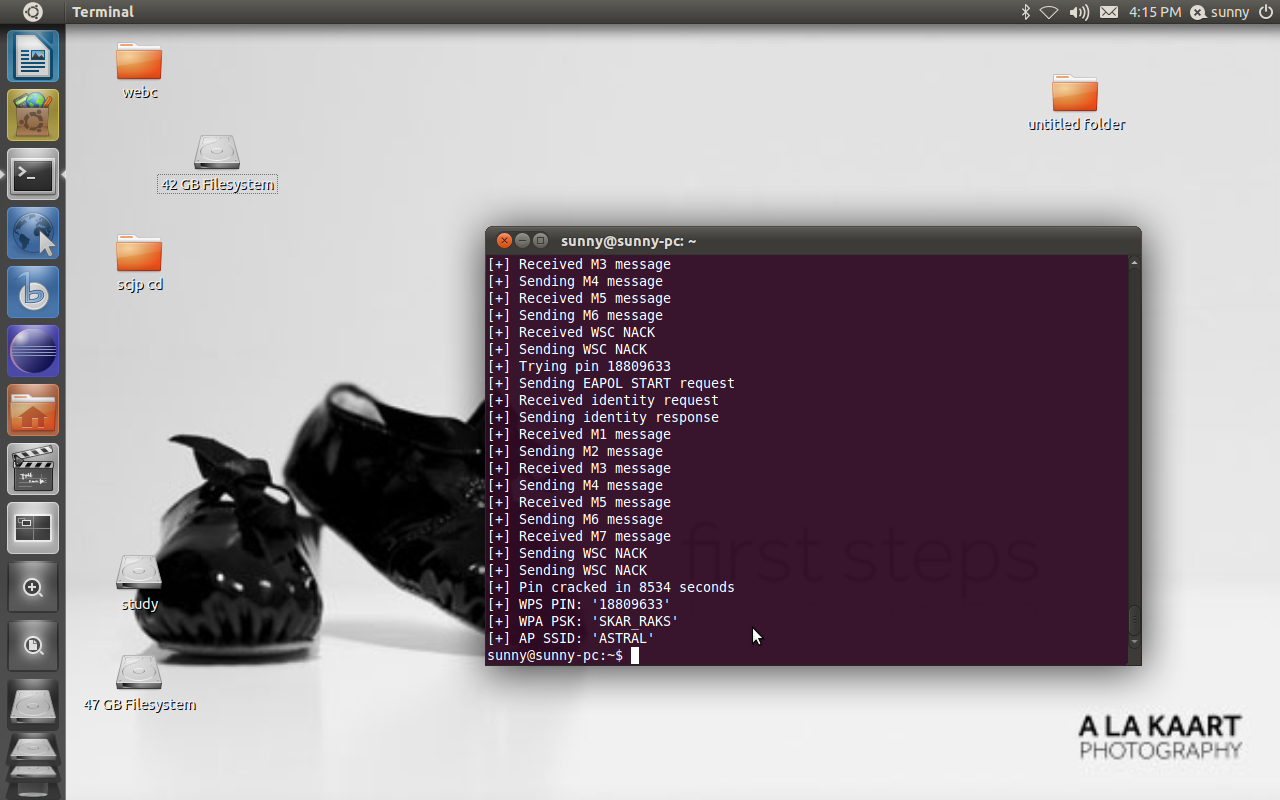 Terminal
4:15 PM sunny
webc
untitled folder
42 GB Filesystem
scjp cd
study
47 GB Filesystem
sunny@sunny-pc: ~
[+] Received M3 message
[+] Sending M4 message
[+] Received M5 message
[+] Sending M6 message
[+] Received WSC NACK
[+] Sending WSC NACK
[+] Trying pin 18809633
[+] Sending EAPOL START request
[+] Received identity request
[+] Sending identity response
[+] Received M1 message
[+] Sending M2 message
[+] Received M3 message
[+] Sending M4 message
[+] Received M5 message
[+] Sending M6 message
[+] Received M7 message
[+] Sending WSC NACK
[+] Sending WSC NACK
[+] Pin cracked in 8534 seconds
[+] WPS PIN: '18809633'
[+] WPA PSK: 'SKAR_RAKS'
[+] AP SSID: 'ASTRAL'
sunny@sunny-pc:~$
first steps
A LA KAART
PHOTOGRAPHY